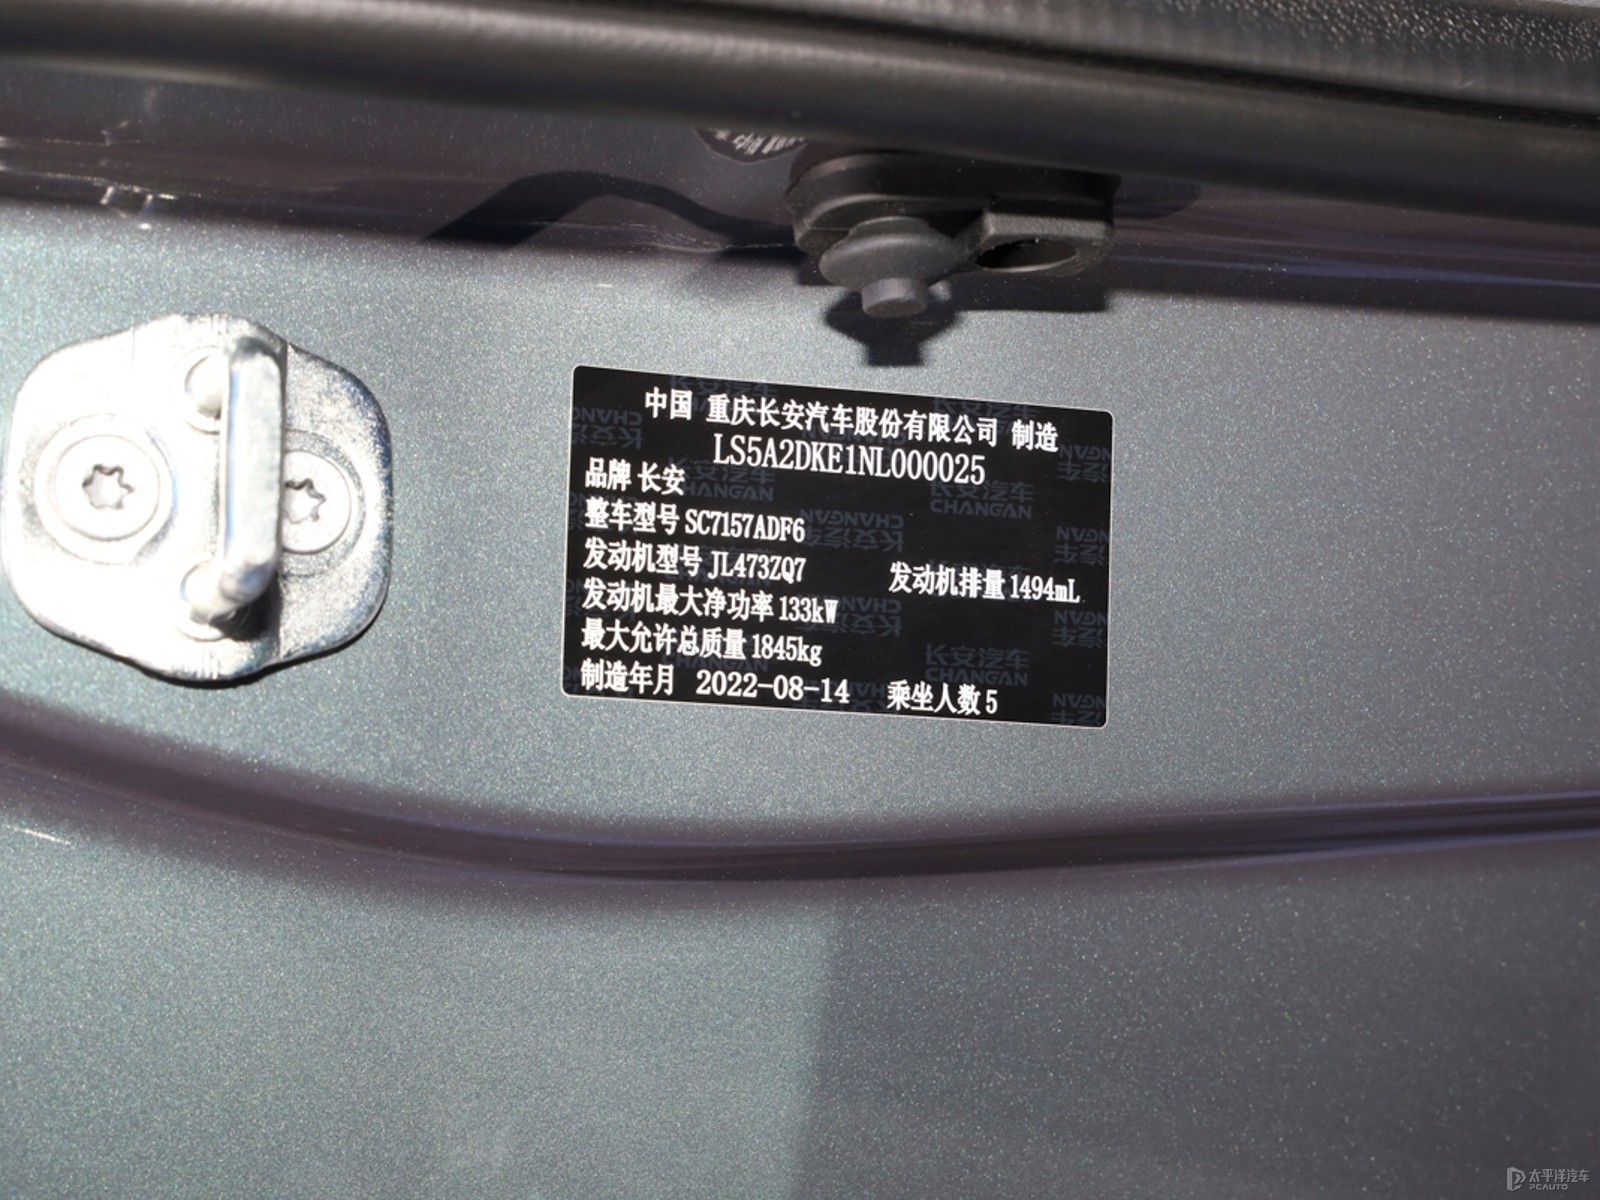 中国 重庆长安汽车股份有限公司 制造
LS5A2DKE1NL000025
品牌 长安
整车型号 SC7157ADF6
发动机型号 JL473ZQ7 发动机排量 1494mL
发动机最大净功率 133kW
最大允许总质量 1845kg
制造年月 2022-08-14 乘坐人数 5
太平洋汽车
PCAUTO